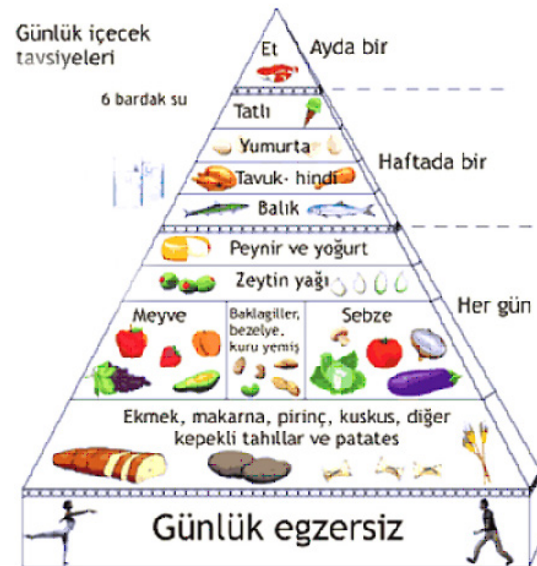 Günlük içecek
tavsiyeleri
6 bardak su
Et
Ayda bir
Tatlı
Yumurta
Tavuk- hindi
Balık
Haftada bir
Peynir ve yoğurt
Zeytin yağı
Meyve
Baklagiller,
bezelye,
kuru yemiş
Sebze
Her gün
Ekmek, makarna, pirinç, kuskus, diğer
kepekli tahıllar ve patates
Günlük egzersiz